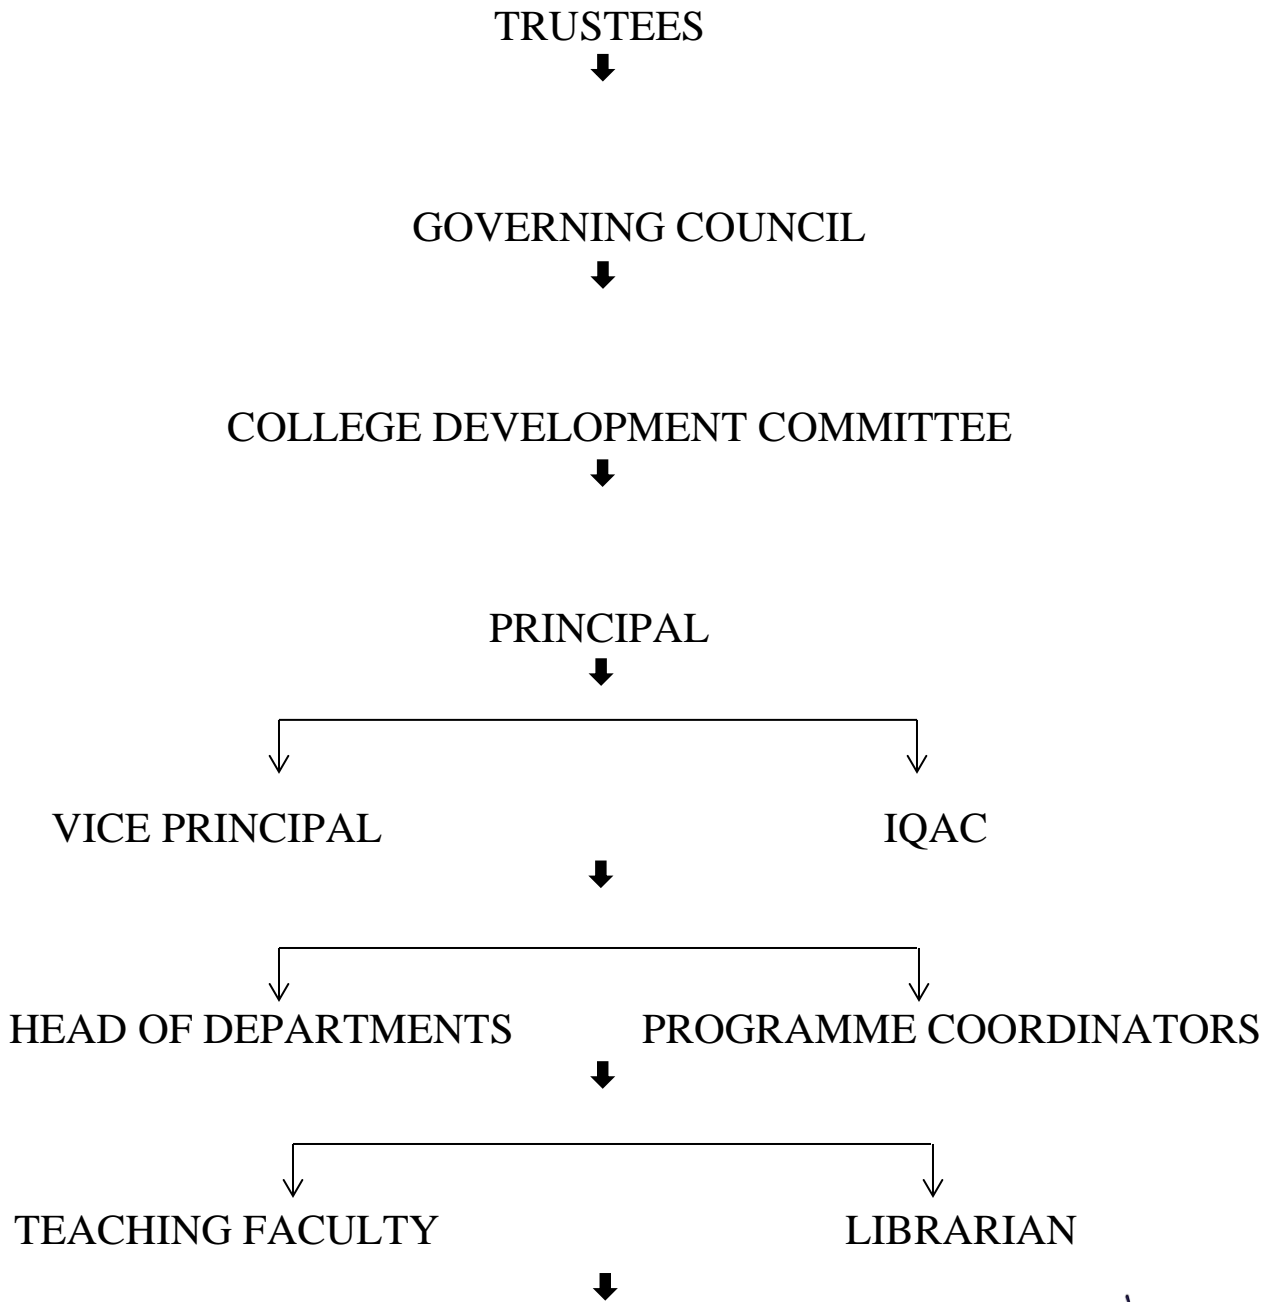 TRUSTEES
GOVERNING COUNCIL
COLLEGE DEVELOPMENT COMMITTEE
PRINCIPAL
VICE PRINCIPAL IQAC
HEAD OF DEPARTMENTS PROGRAMME COORDINATORS
TEACHING FACULTY LIBRARIAN